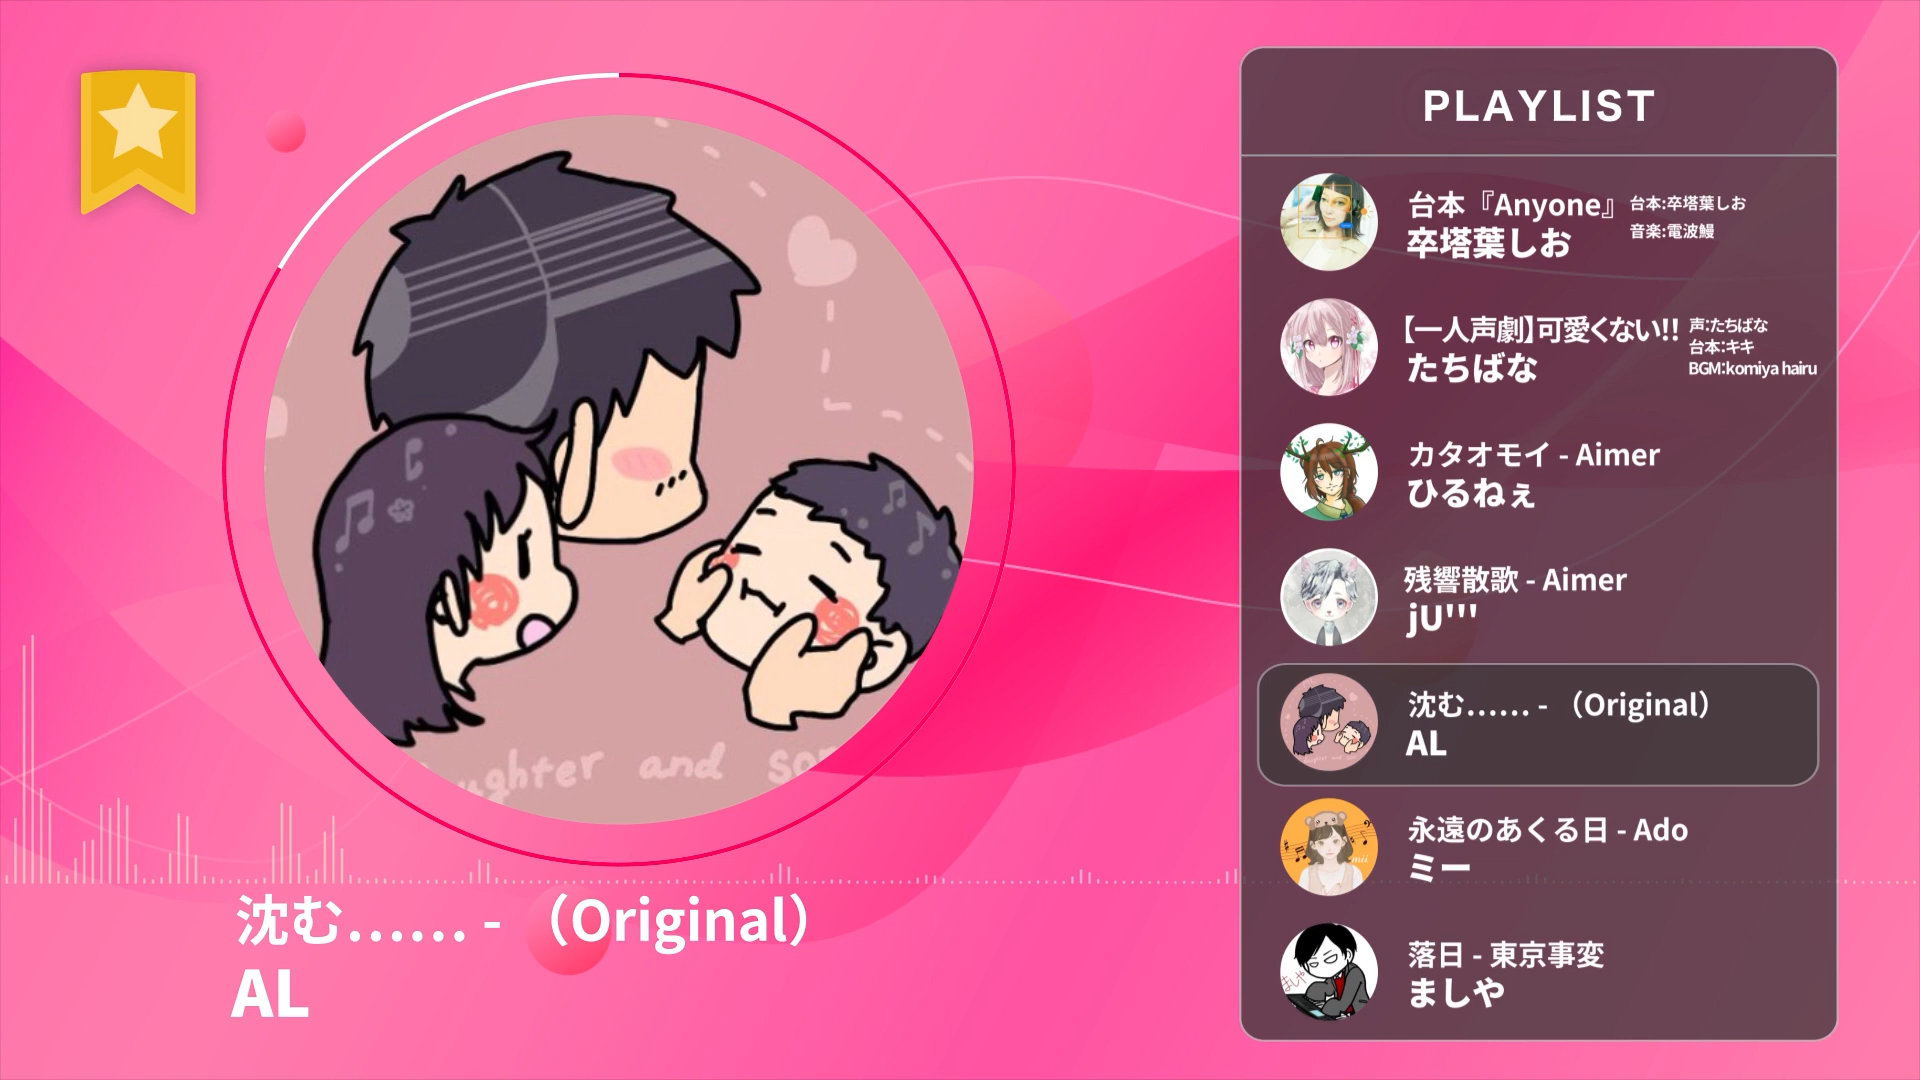 PLAYLIST
台本『Anyone』 台本:卒塔葉しお
音楽:電波鰻
卒塔葉しお
【一人声劇】可愛くない!! 声:たちばな
台本:キキ
BGM:komiya hairu
たちばな
カタオモイ - Aimer
ひるねぇ
残響散歌 - Aimer
jU'''
沈む…… - （Original）
AL
永遠のあくる日 - Ado
ミー
落日 - 東京事変
ましや
ughter and son
沈む…… - （Original）
AL
mii